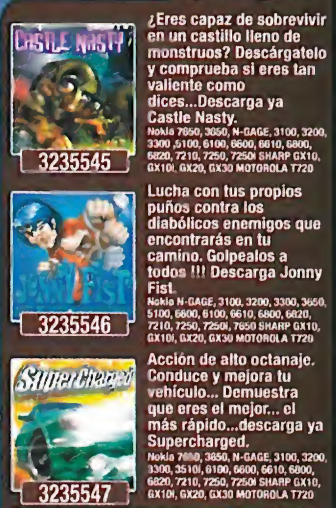 CASTLE NASTY
3235545
¿Eres capaz de sobrevivir
en un castillo lleno de
monstruos? Descárgatelo
y comprueba si eres tan
valiente como
dices...Descarga ya
Castle Nasty.
Nokia 7650, 3650, N-GAGE, 3100, 3200,
3300 ,5100, 6100, 6600, 6610, 6800,
6820, 7210, 7250, 7250i SHARP GX10,
GX10i, GX20, GX30 MOTOROLA T720
JONNY FIST
3235546
Lucha con tus propios
puños contra los
diabólicos enemigos que
encontrarás en tu
camino. Golpealos a
todos !!! Descarga Jonny
Fist.
Nokia N-GAGE, 3100, 3200, 3300, 3650,
5100, 6600, 6100, 6610, 6800, 6820,
7210, 7250, 7250i, 7650 SHARP GX10,
GX10i, GX20, GX30 MOTOROLA T720
SuperCharged
3235547
Acción de alto octanaje.
Conduce y mejora tu
vehículo... Demuestra
que eres el mejor... el
más rápido...descarga ya
Supercharged.
Nokia 7650, 3650, N-GAGE, 3100, 3200,
3300, 3510i, 6100, 6600, 6610, 6800,
6820, 7210, 7250, 7250i SHARP GX10,
GX10i, GX20, GX30 MOTOROLA T720